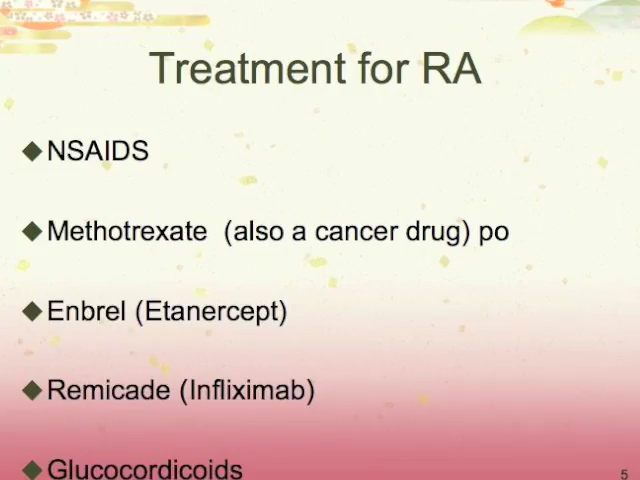 Treatment for RA
NSAIDS
Methotrexate (also a cancer drug) po
Enbrel (Etanercept)
Remicade (Infliximab)
Glucocordicoids
5